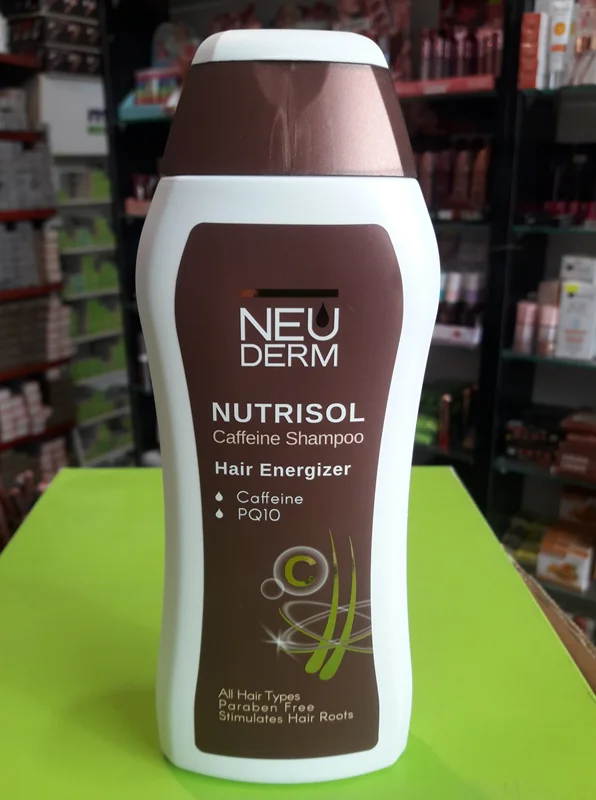 NEU
DERM
NUTRISOL
Caffeine Shampoo
Hair Energizer
Caffeine
PQ10
C
All Hair Types
Paraben Free
Stimulates Hair Roots